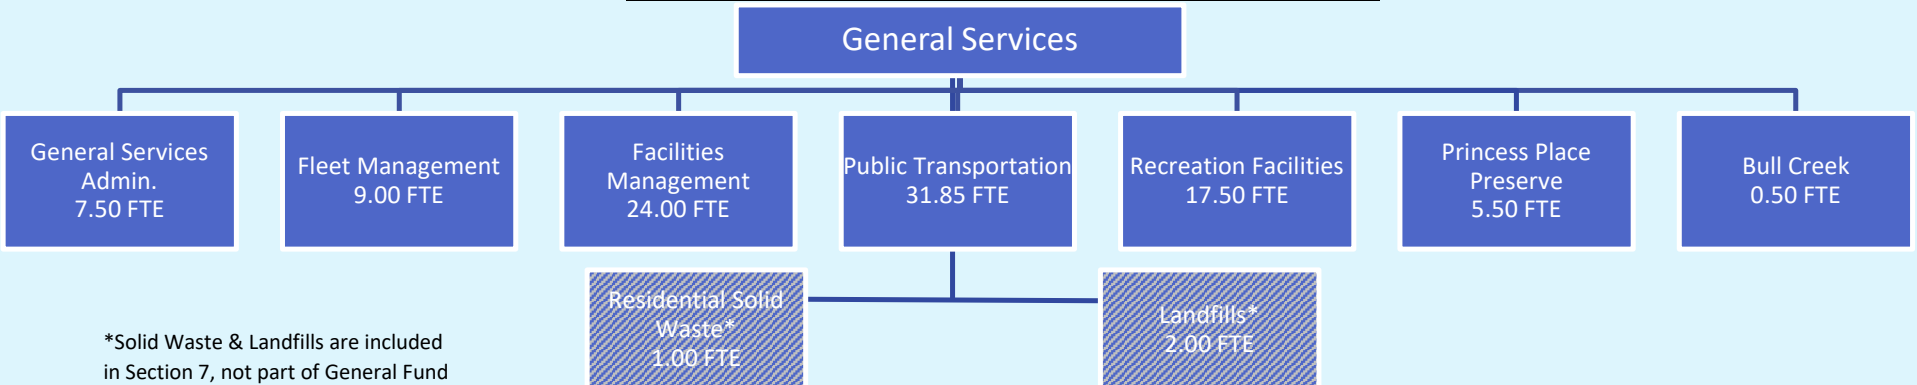 General Services
General Services
Admin.
7.50 FTE
Fleet Management
9.00 FTE
Facilities
Management
24.00 FTE
Public Transportation
31.85 FTE
Recreation Facilities
17.50 FTE
Princess Place
Preserve
5.50 FTE
Bull Creek
0.50 FTE
Residential Solid
Waste*
1.00 FTE
Landfills*
2.00 FTE
*Solid Waste & Landfills are included
in Section 7, not part of General Fund